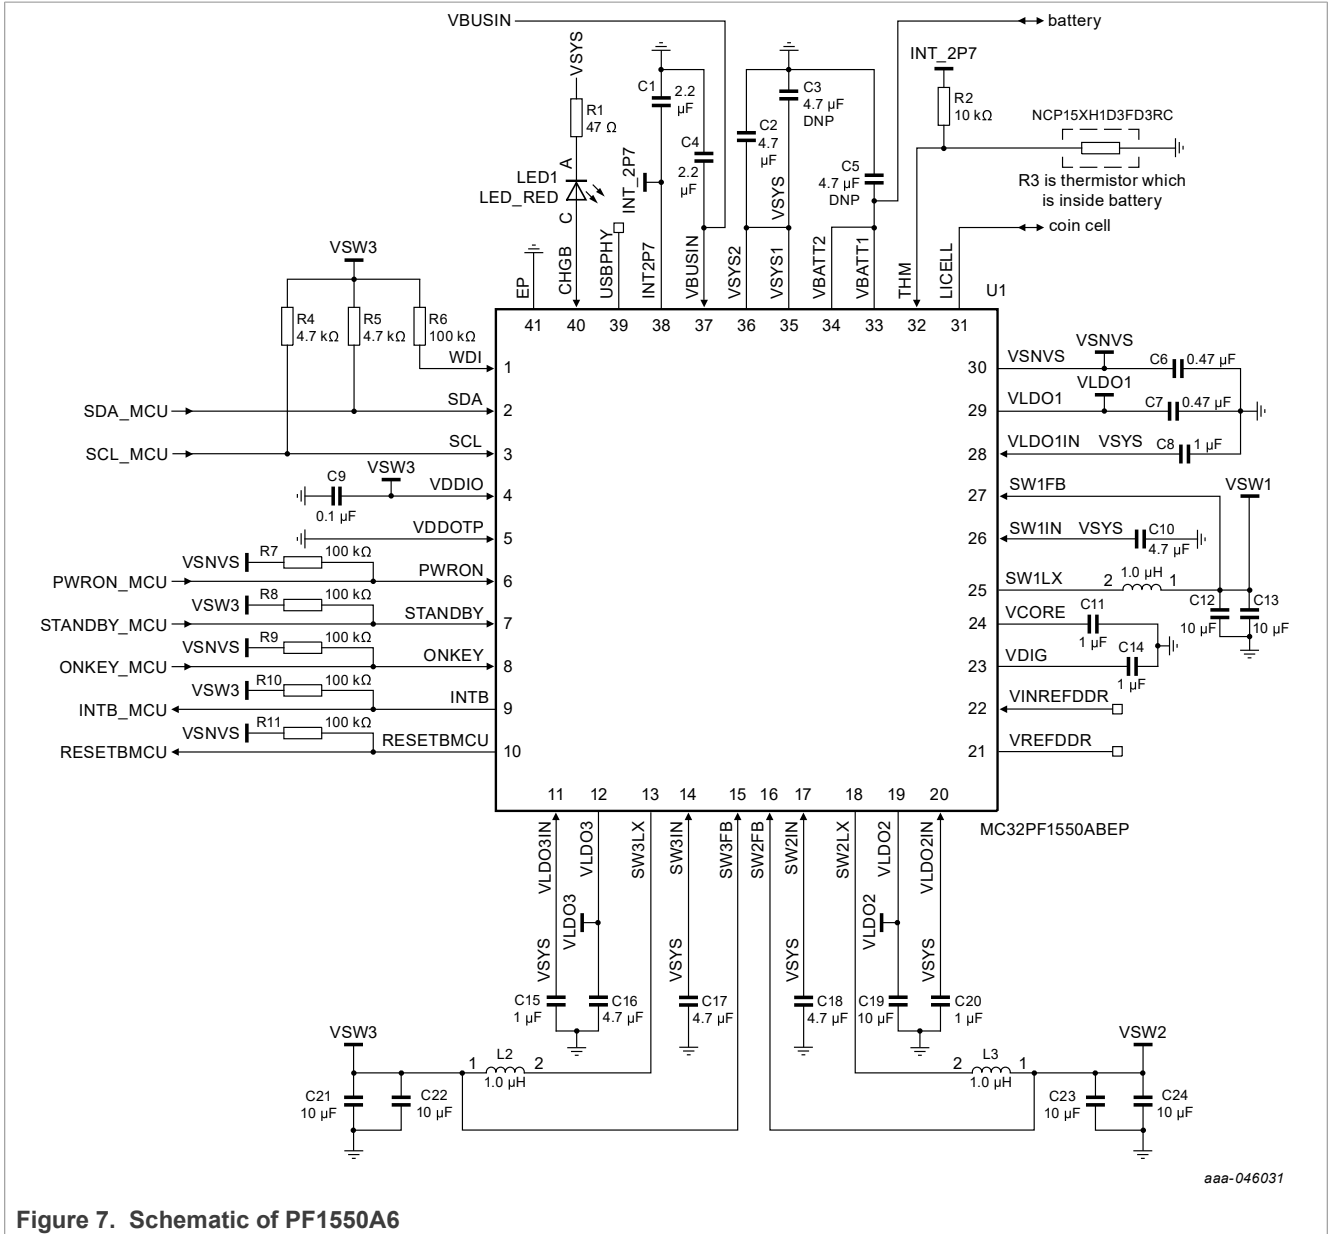 VBUSIN
battery
VSYS
INT_2P7
C1
2.2
µF
C3
4.7 µF
DNP
R1
47 Ω
R2
10 kΩ
NCP15XH1D3FD3RC
C2
4.7
µF
C4
2.2
µF
A
LED1
LED_RED
C
INT_2P7
VSYS
C5
4.7 µF
DNP
R3 is thermistor which
is inside battery
coin cell
VSW3
EP
CHGB
USBPHY
INT2P7
VBUSIN
VSYS2
VSYS1
VBATT2
VBATT1
THM
LICELL
U1
41
40
39
38
37
36
35
34
33
32
31
R4
4.7 kΩ
R5
4.7 kΩ
R6
100 kΩ
WDI
1
SDA_MCU
SDA
2
SCL_MCU
SCL
3
C9
0.1 µF
VSW3
VDDIO
4
VDDOTP
5
VSNVS
R7
100 kΩ
PWRON_MCU
PWRON
6
VSW3
R8
100 kΩ
STANDBY_MCU
STANDBY
7
VSNVS
R9
100 kΩ
ONKEY_MCU
ONKEY
8
VSW3
R10
100 kΩ
INTB_MCU
INTB
9
VSNVS
R11
100 kΩ
RESETBMCU
RESETBMCU
10
30
VSNVS
VSNVS
C6
0.47 µF
29
VLDO1
VLDO1
C7
0.47 µF
28
VLDO1IN
VSYS
C8
1 µF
27
SW1FB
VSW1
26
SW1IN
VSYS
C10
4.7 µF
25
SW1LX
2
1.0 µH
1
C12
10 µF
C13
10 µF
24
VCORE
C11
1 µF
23
VDIG
C14
1 µF
22
VINREFDDR
21
VREFDDR
11
12
13
14
15
16
17
18
19
20
MC32PF1550ABEP
VLDO3IN
VLDO3
SW3LX
SW3IN
SW3FB
SW2FB
SW2IN
SW2LX
VLDO2
VLDO2IN
VSYS
VLDO3
VSYS
VSYS
VLDO2
VSYS
C15
1 µF
C16
4.7 µF
C17
4.7 µF
C18
4.7 µF
C19
10 µF
C20
1 µF
VSW3
1
L2
1.0 µH
2
C21
10 µF
C22
10 µF
2
L3
1.0 µH
1
VSW2
C23
10 µF
C24
10 µF
aaa-046031
Figure 7. Schematic of PF1550A6